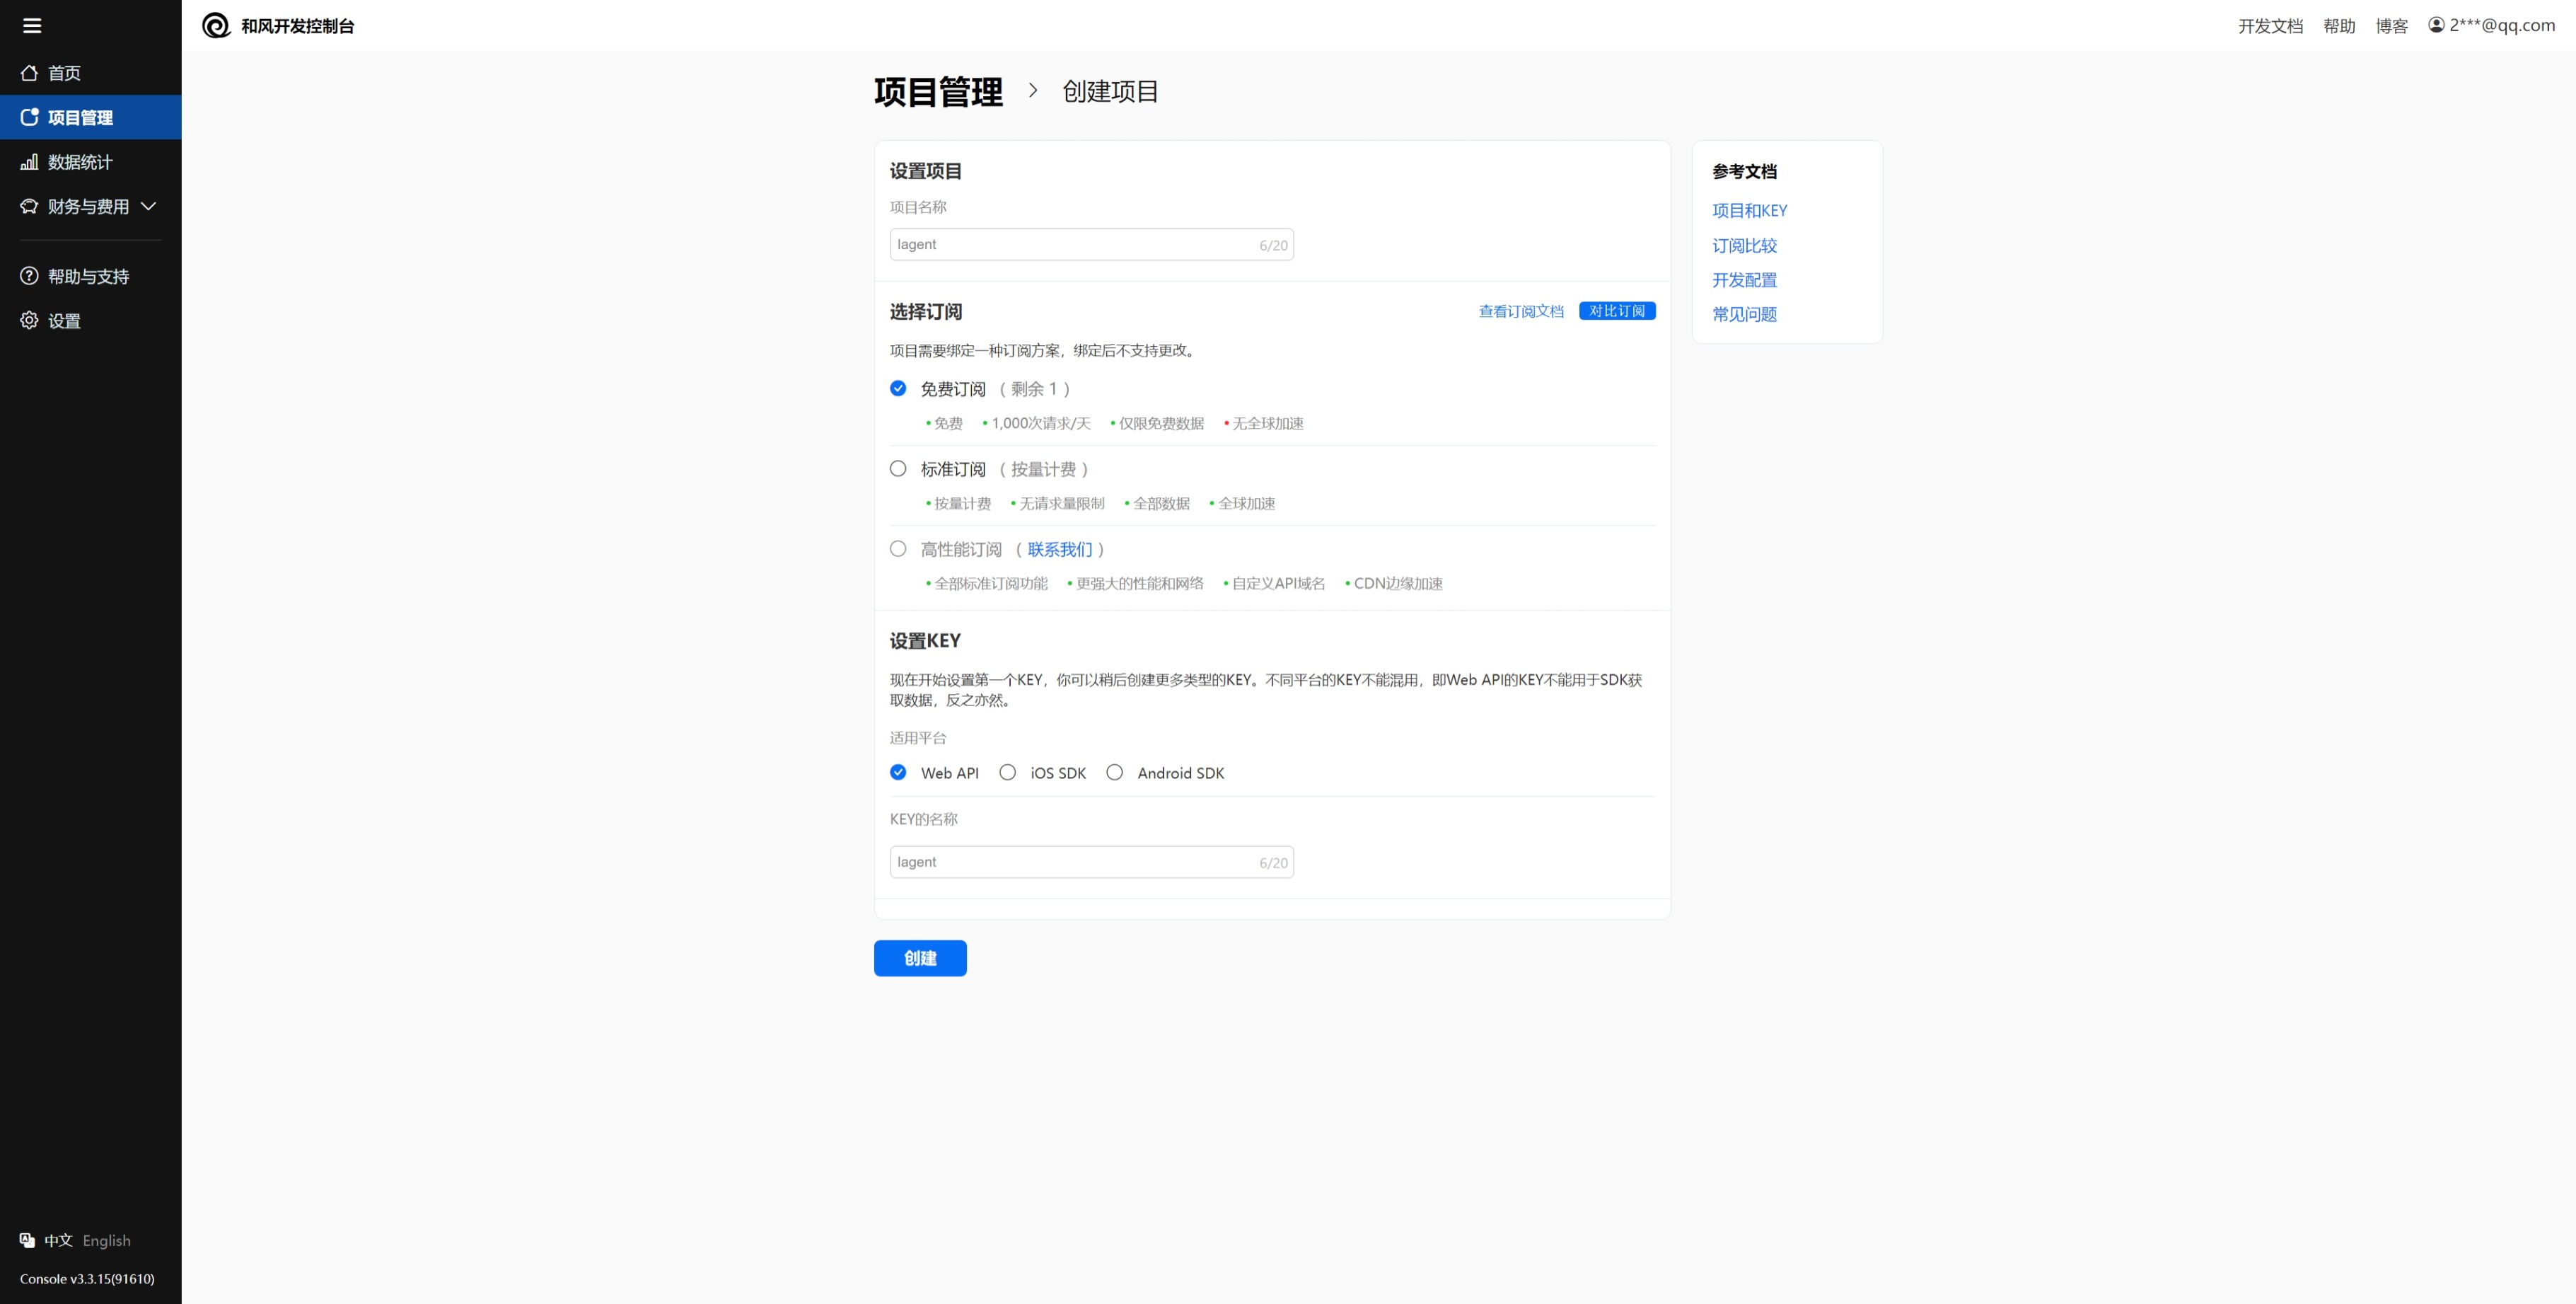 和风开发控制台
开发文档 帮助 博客 2***@qq.com
首页
项目管理
数据统计
财务与费用
帮助与支持
设置
中文 English
Console v3.3.15(91610)
项目管理 > 创建项目
设置项目
项目名称
lagent 6/20
选择订阅 查看订阅文档 对比订阅
项目需要绑定一种订阅方案，绑定后不支持更改。
免费订阅 （ 剩余 1 ）
•免费 •1,000次请求/天 •仅限免费数据 •无全球加速
标准订阅 （ 按量计费 ）
•按量计费 •无请求量限制 •全部数据 •全球加速
高性能订阅 （ 联系我们 ）
•全部标准订阅功能 •更强大的性能和网络 •自定义API域名 •CDN边缘加速
设置KEY
现在开始设置第一个KEY，你可以稍后创建更多类型的KEY。不同平台的KEY不能混用，即Web API的KEY不能用于SDK获
取数据，反之亦然。
适用平台
Web API iOS SDK Android SDK
KEY的名称
lagent 6/20
创建
参考文档
项目和KEY
订阅比较
开发配置
常见问题